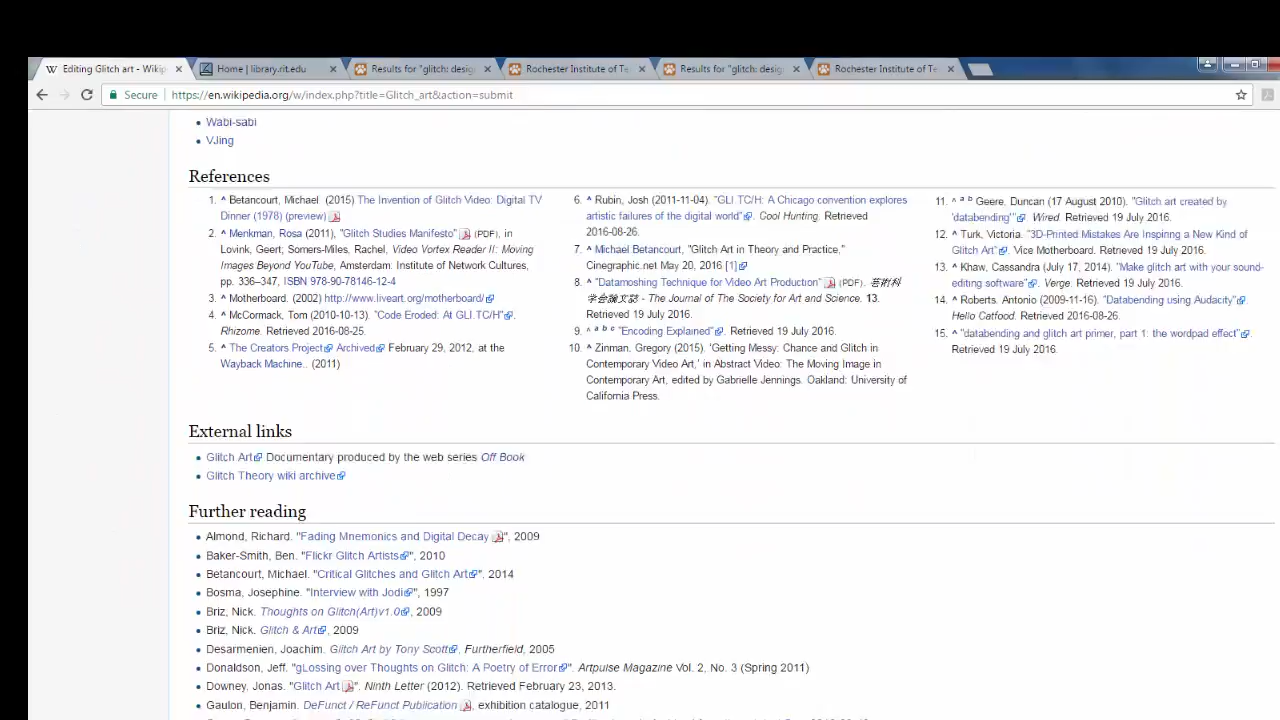 Editing Glitch art - Wikip
Home | library.rit.edu
Results for "glitch: desig
Rochester Institute of Te
Results for "glitch: desig
Rochester Institute of Te
Secure
https://en.wikipedia.org/w/index.php?title=Glitch_art&action=submit
Wabi-sabi
VJing
References
1. ^ Betancourt, Michael (2015) The Invention of Glitch Video: Digital TV
Dinner (1978) (preview)
2. ^ Menkman, Rosa (2011), "Glitch Studies Manifesto" (PDF), in
Lovink, Geert; Somers-Miles, Rachel, Video Vortex Reader II: Moving
Images Beyond YouTube, Amsterdam: Institute of Network Cultures,
pp. 336–347, ISBN 978-90-78146-12-4
3. ^ Motherboard. (2002) http://www.liveart.org/motherboard/
4. ^ McCormack, Tom (2010-10-13). "Code Eroded: At GLI.TC/H".
Rhizome. Retrieved 2016-08-25.
5. ^ The Creators Project Archived February 29, 2012, at the
Wayback Machine.. (2011)
6. ^ Rubin, Josh (2011-11-04). "GLI.TC/H: A Chicago convention explores
artistic failures of the digital world". Cool Hunting. Retrieved
2016-08-26.
7. ^ Michael Betancourt, "Glitch Art in Theory and Practice,"
Cinegraphic.net May 20, 2016 [1]
8. ^ "Datamoshing Technique for Video Art Production" (PDF). 芸術科
学会論文誌 - The Journal of The Society for Art and Science. 13.
Retrieved 19 July 2016.
9. ^ a b c "Encoding Explained". Retrieved 19 July 2016.
10. ^ Zinman, Gregory (2015). 'Getting Messy: Chance and Glitch in
Contemporary Video Art,' in Abstract Video: The Moving Image in
Contemporary Art, edited by Gabrielle Jennings. Oakland: University of
California Press.
11. ^ a b Geere, Duncan (17 August 2010). "Glitch art created by
'databending'". Wired. Retrieved 19 July 2016.
12. ^ Turk, Victoria. "3D-Printed Mistakes Are Inspiring a New Kind of
Glitch Art". Vice Motherboard. Retrieved 19 July 2016.
13. ^ Khaw, Cassandra (July 17, 2014). "Make glitch art with your sound-
editing software". Verge. Retrieved 19 July 2016.
14. ^ Roberts. Antonio (2009-11-16). "Databending using Audacity".
Hello Catfood. Retrieved 2016-08-26.
15. ^ "databending and glitch art primer, part 1: the wordpad effect".
Retrieved 19 July 2016.
External links
Glitch Art Documentary produced by the web series Off Book
Glitch Theory wiki archive
Further reading
Almond, Richard. "Fading Mnemonics and Digital Decay ", 2009
Baker-Smith, Ben. "Flickr Glitch Artists", 2010
Betancourt, Michael. "Critical Glitches and Glitch Art", 2014
Bosma, Josephine. "Interview with Jodi", 1997
Briz, Nick. Thoughts on Glitch(Art)v1.0, 2009
Briz, Nick. Glitch & Art, 2009
Desarmenien, Joachim. Glitch Art by Tony Scott, Furtherfield, 2005
Donaldson, Jeff. "gLossing over Thoughts on Glitch: A Poetry of Error". Artpulse Magazine Vol. 2, No. 3 (Spring 2011)
Downey, Jonas. "Glitch Art ". Ninth Letter (2012). Retrieved February 23, 2013.
Gaulon, Benjamin. DeFunct / ReFunct Publication , exhibition catalogue, 2011